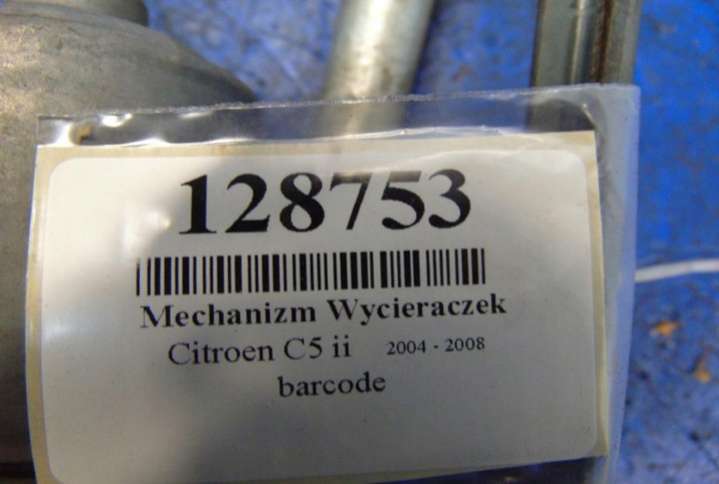 128753
Mechanizm Wycieraczek
Citroen C5 ii 2004 - 2008
barcode